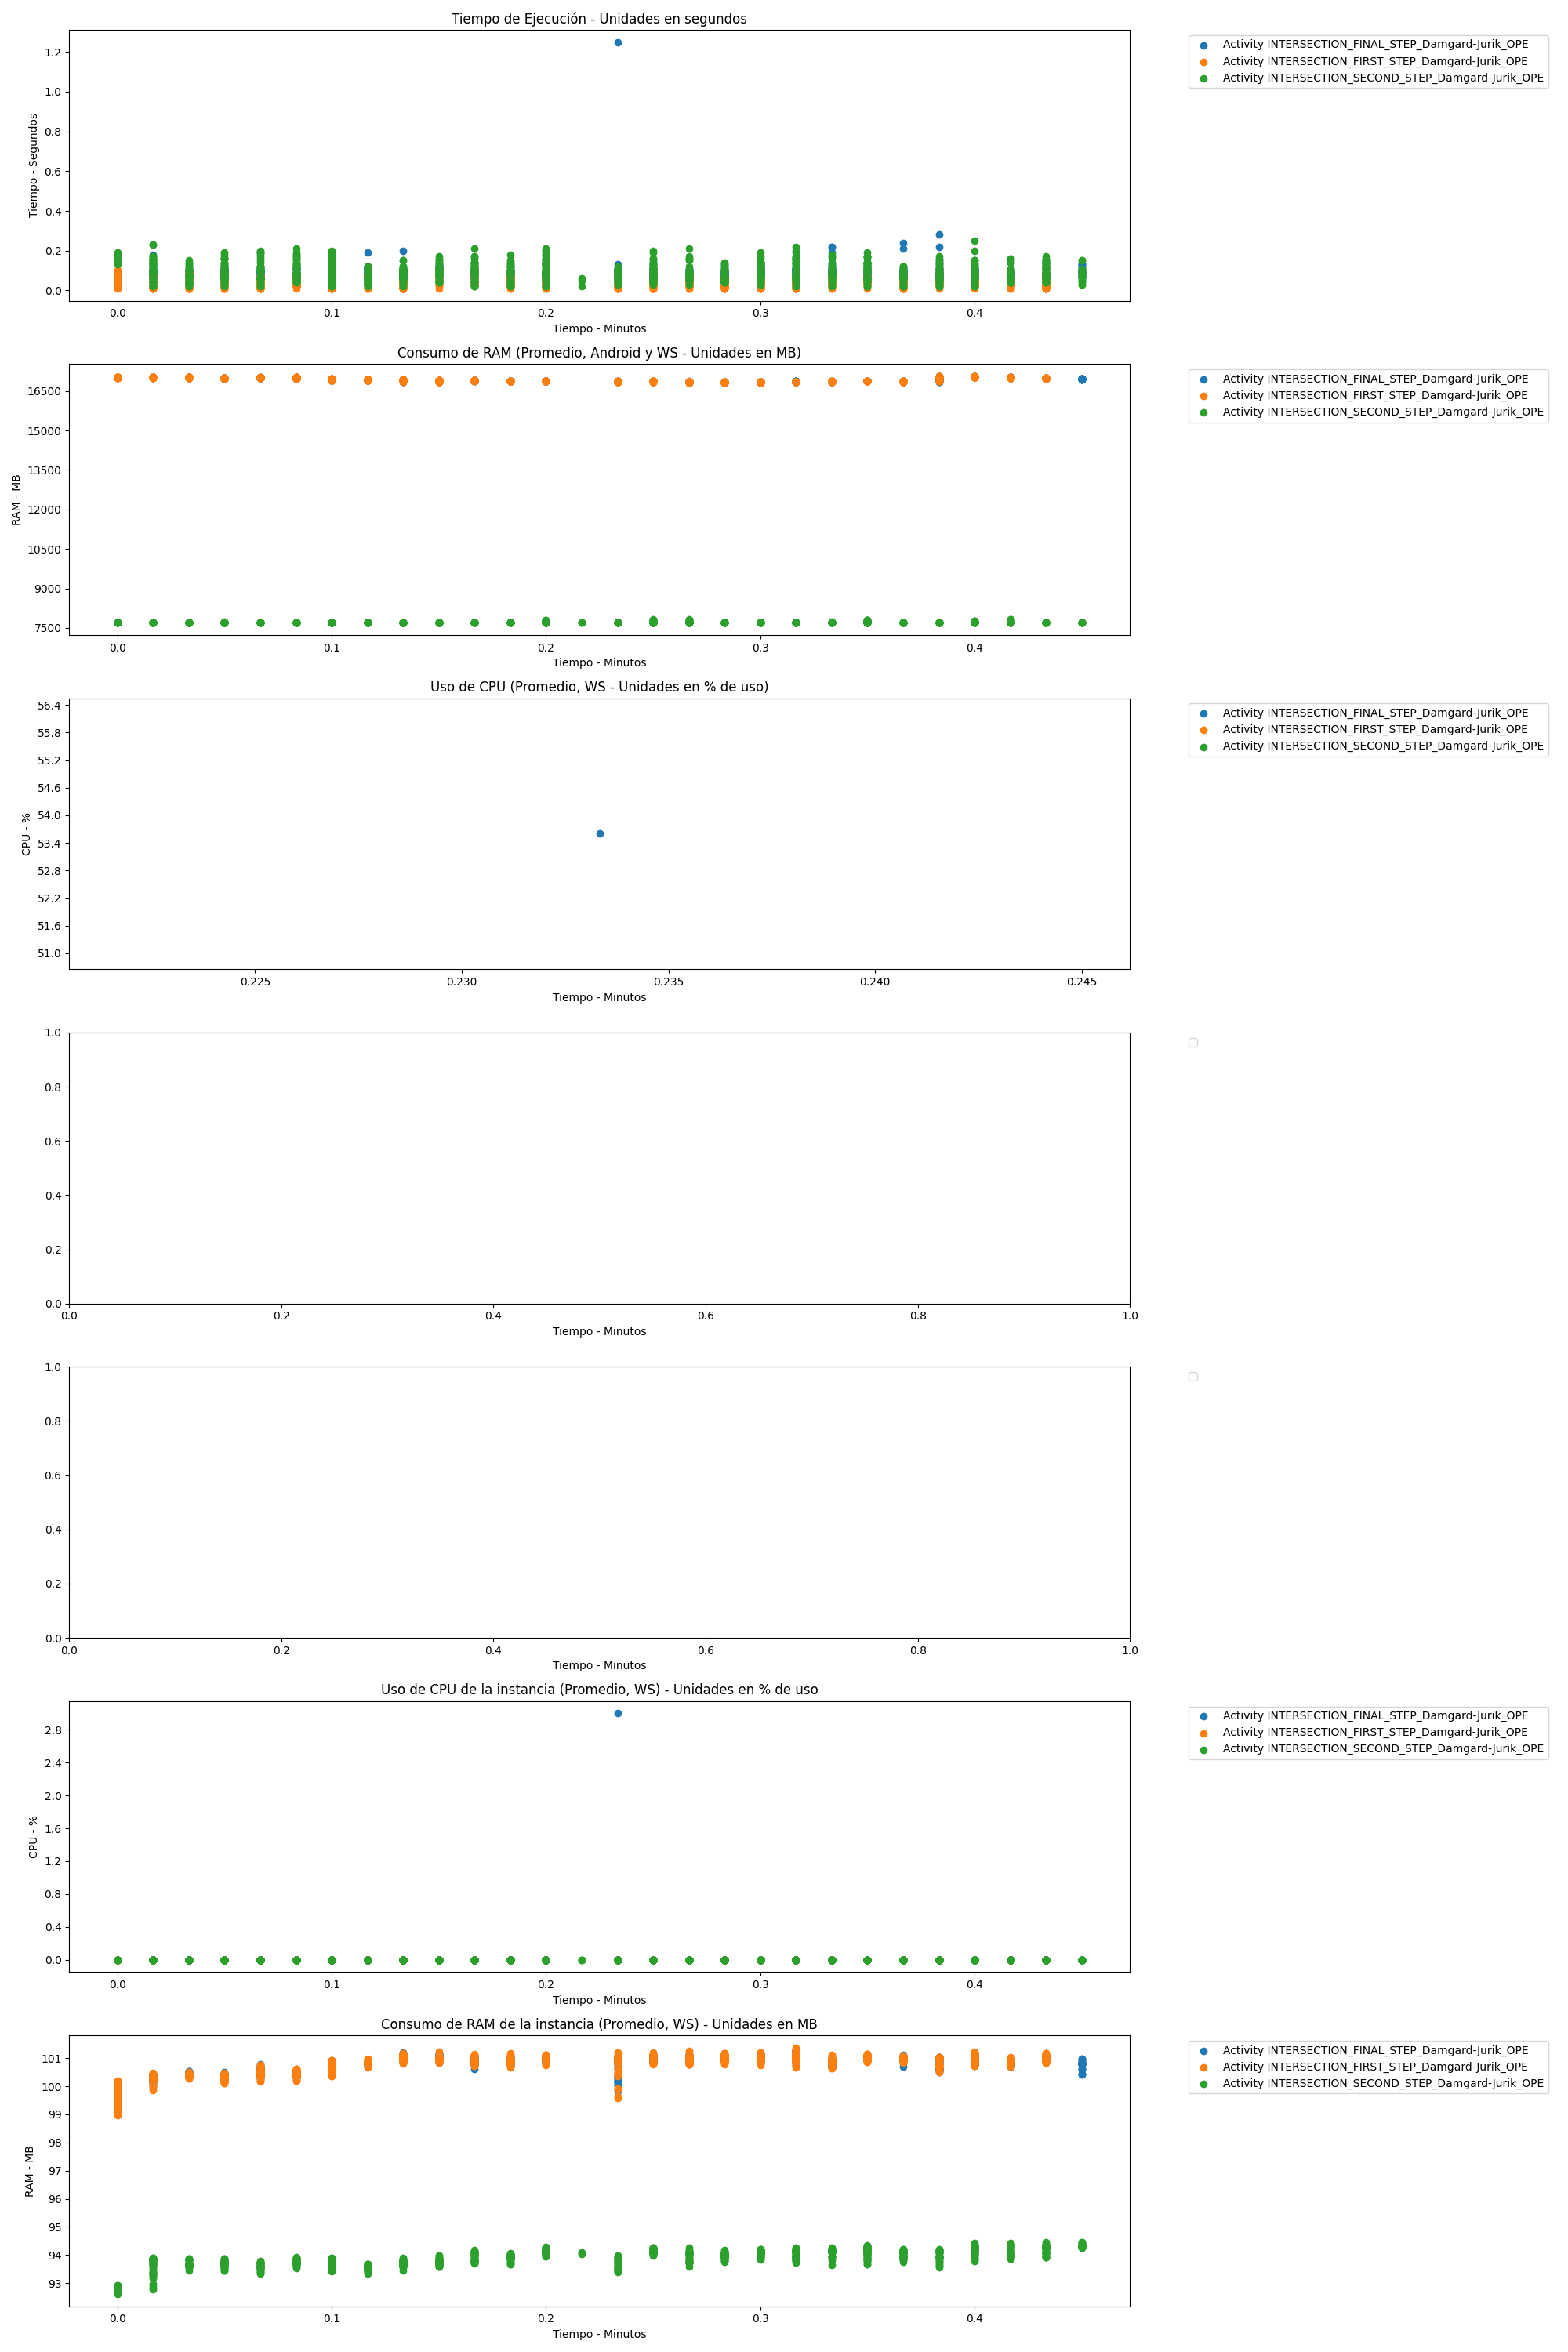 Tiempo de Ejecución - Unidades en segundos
Activity INTERSECTION_FINAL_STEP_Damgard-Jurik_OPE
Activity INTERSECTION_FIRST_STEP_Damgard-Jurik_OPE
Activity INTERSECTION_SECOND_STEP_Damgard-Jurik_OPE
Tiempo - Segundos
1.2
1.0
0.8
0.6
0.4
0.2
0.0
0.0 0.1 0.2 0.3 0.4
Tiempo - Minutos
Consumo de RAM (Promedio, Android y WS - Unidades en MB)
Activity INTERSECTION_FINAL_STEP_Damgard-Jurik_OPE
Activity INTERSECTION_FIRST_STEP_Damgard-Jurik_OPE
Activity INTERSECTION_SECOND_STEP_Damgard-Jurik_OPE
RAM - MB
16500
15000
13500
12000
10500
9000
7500
0.0 0.1 0.2 0.3 0.4
Tiempo - Minutos
Uso de CPU (Promedio, WS - Unidades en % de uso)
Activity INTERSECTION_FINAL_STEP_Damgard-Jurik_OPE
Activity INTERSECTION_FIRST_STEP_Damgard-Jurik_OPE
Activity INTERSECTION_SECOND_STEP_Damgard-Jurik_OPE
CPU - %
56.4
55.8
55.2
54.6
54.0
53.4
52.8
52.2
51.6
51.0
0.225 0.230 0.235 0.240 0.245
Tiempo - Minutos
1.0
0.8
0.6
0.4
0.2
0.0
0.0 0.2 0.4 0.6 0.8 1.0
Tiempo - Minutos
1.0
0.8
0.6
0.4
0.2
0.0
0.0 0.2 0.4 0.6 0.8 1.0
Tiempo - Minutos
Uso de CPU de la instancia (Promedio, WS) - Unidades en % de uso
Activity INTERSECTION_FINAL_STEP_Damgard-Jurik_OPE
Activity INTERSECTION_FIRST_STEP_Damgard-Jurik_OPE
Activity INTERSECTION_SECOND_STEP_Damgard-Jurik_OPE
CPU - %
2.8
2.4
2.0
1.6
1.2
0.8
0.4
0.0
0.0 0.1 0.2 0.3 0.4
Tiempo - Minutos
Consumo de RAM de la instancia (Promedio, WS) - Unidades en MB
Activity INTERSECTION_FINAL_STEP_Damgard-Jurik_OPE
Activity INTERSECTION_FIRST_STEP_Damgard-Jurik_OPE
Activity INTERSECTION_SECOND_STEP_Damgard-Jurik_OPE
RAM - MB
101
100
99
98
97
96
95
94
93
0.0 0.1 0.2 0.3 0.4
Tiempo - Minutos